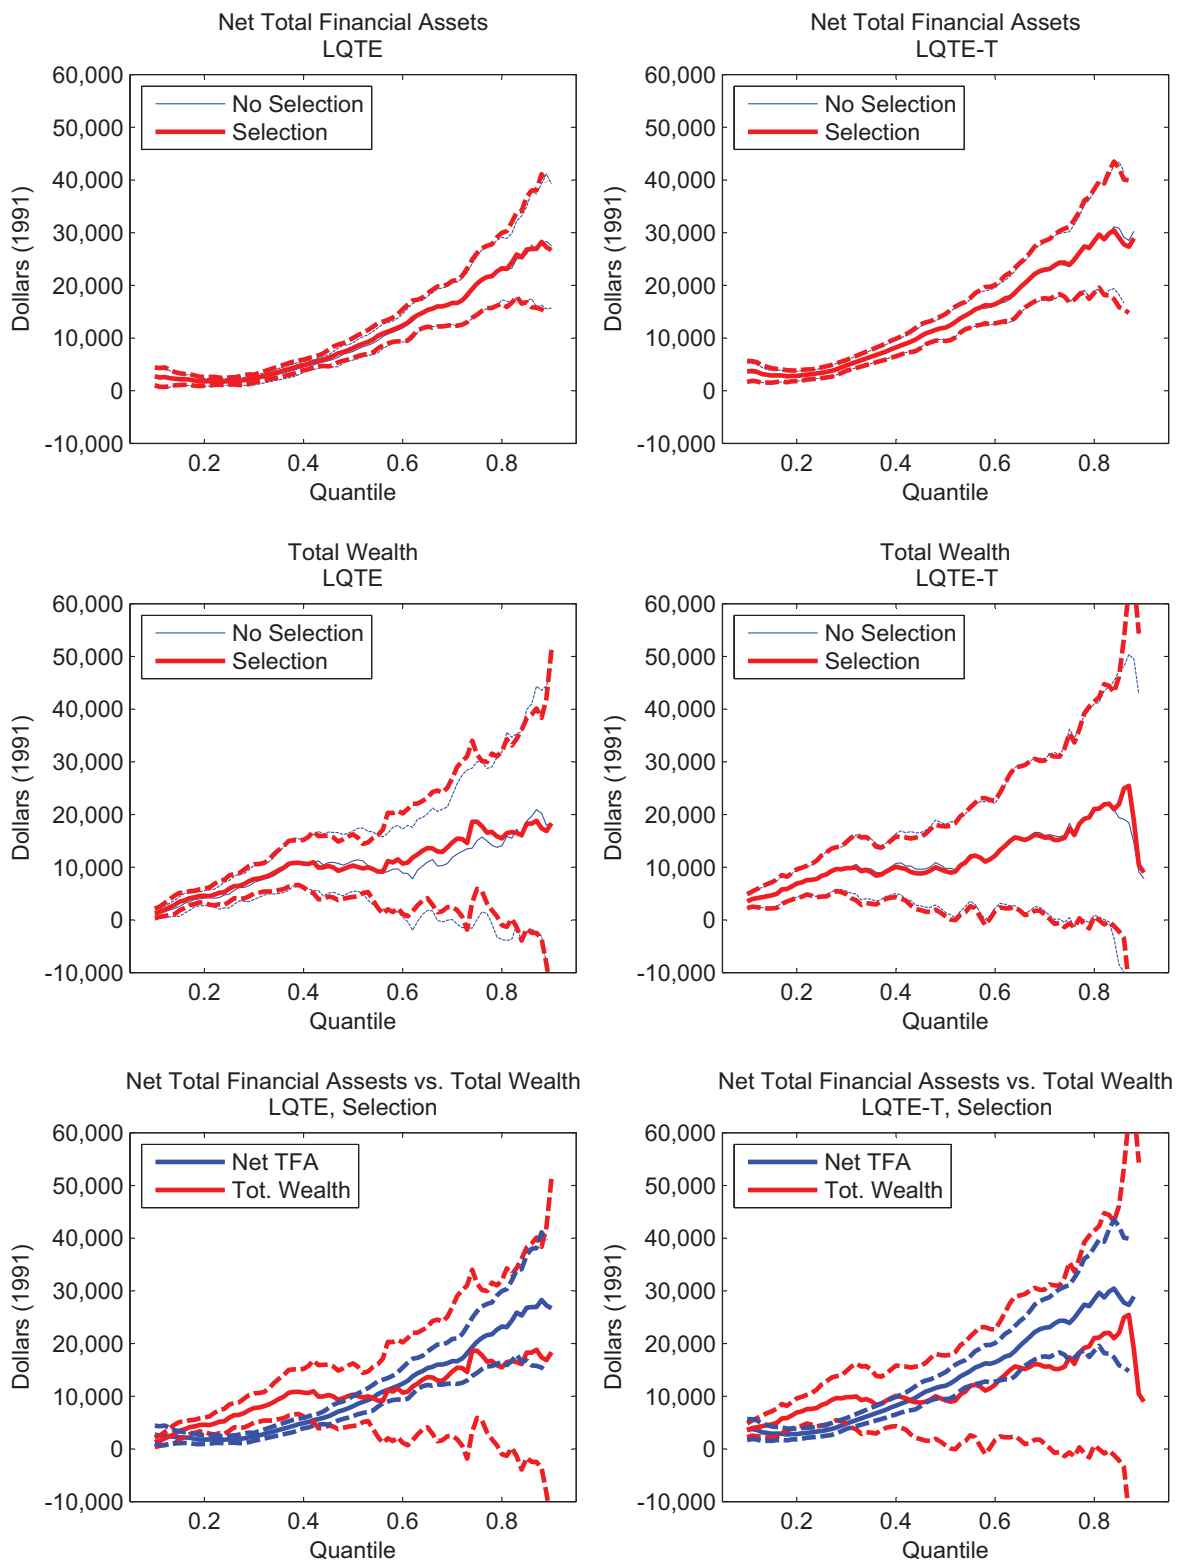 Net Total Financial Assets
LQTE
60,000
50,000
40,000
30,000
20,000
10,000
0
-10,000
Dollars (1991)
No Selection
Selection
0.2 0.4 0.6 0.8
Quantile
Net Total Financial Assets
LQTE-T
60,000
50,000
40,000
30,000
20,000
10,000
0
-10,000
Dollars (1991)
No Selection
Selection
0.2 0.4 0.6 0.8
Quantile
Total Wealth
LQTE
60,000
50,000
40,000
30,000
20,000
10,000
0
-10,000
Dollars (1991)
No Selection
Selection
0.2 0.4 0.6 0.8
Quantile
Total Wealth
LQTE-T
60,000
50,000
40,000
30,000
20,000
10,000
0
-10,000
Dollars (1991)
No Selection
Selection
0.2 0.4 0.6 0.8
Quantile
Net Total Financial Assests vs. Total Wealth
LQTE, Selection
60,000
50,000
40,000
30,000
20,000
10,000
0
-10,000
Dollars (1991)
Net TFA
Tot. Wealth
0.2 0.4 0.6 0.8
Quantile
Net Total Financial Assests vs. Total Wealth
LQTE-T, Selection
60,000
50,000
40,000
30,000
20,000
10,000
0
-10,000
Dollars (1991)
Net TFA
Tot. Wealth
0.2 0.4 0.6 0.8
Quantile